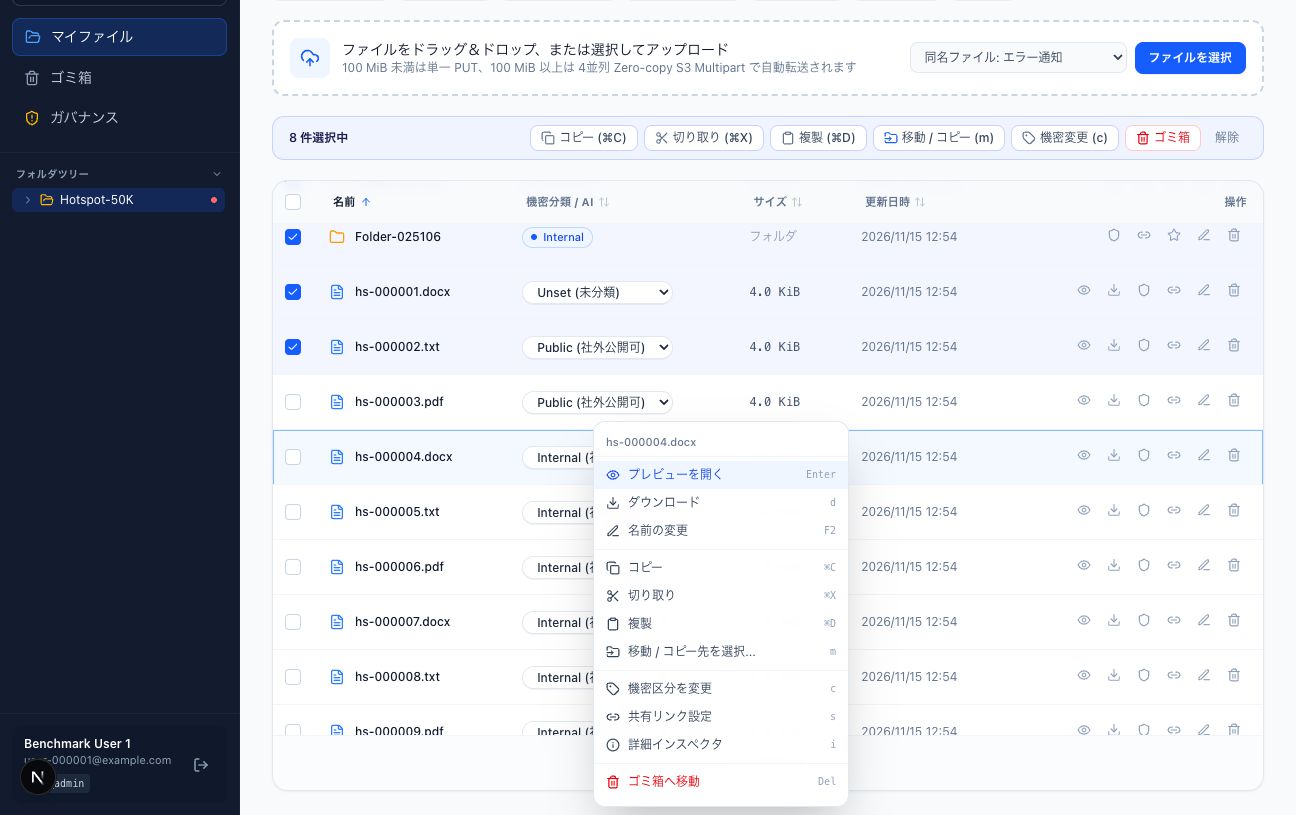 マイファイル
ゴミ箱
ガバナンス
フォルダツリー
Hotspot-50K
Benchmark User 1
000001@example.com
admin
N
ファイルをドラッグ＆ドロップ、または選択してアップロード
100 MiB 未満は単一 PUT、100 MiB 以上は 4並列 Zero-copy S3 Multipart で自動転送されます
同名ファイル: エラー通知
ファイルを選択
8 件選択中
コピー (⌘C)
切り取り (⌘X)
複製 (⌘D)
移動 / コピー (m)
機密変更 (c)
ゴミ箱
解除
名前 機密分類 / AI サイズ 更新日時 操作
Folder-025106 Internal フォルダ 2026/11/15 12:54
hs-000001.docx Unset (未分類) 4.0 KiB 2026/11/15 12:54
hs-000002.txt Public (社外公開可) 4.0 KiB 2026/11/15 12:54
hs-000003.pdf Public (社外公開可) 4.0 KiB 2026/11/15 12:54
hs-000004.docx Internal 2026/11/15 12:54
hs-000005.txt Internal 2026/11/15 12:54
hs-000006.pdf Internal 2026/11/15 12:54
hs-000007.docx Internal 2026/11/15 12:54
hs-000008.txt Internal 2026/11/15 12:54
hs-000009.pdf Internal 2026/11/15 12:54
hs-000004.docx
プレビューを開く Enter
ダウンロード d
名前の変更 F2
コピー ⌘C
切り取り ⌘X
複製 ⌘D
移動 / コピー先を選択... m
機密区分を変更 c
共有リンク設定 s
詳細インスペクタ i
ゴミ箱へ移動 Del